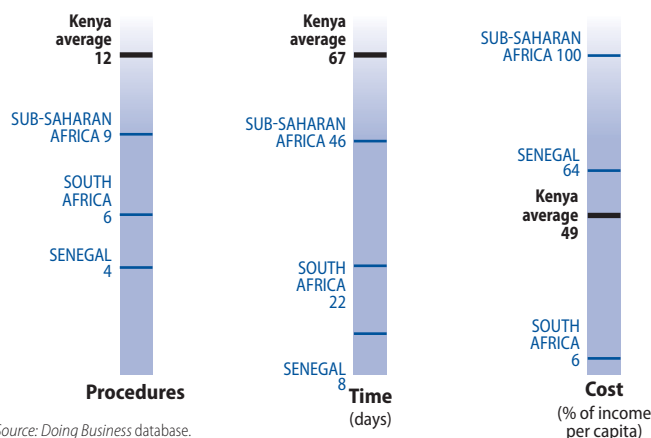 Kenya
average
12
SUB-SAHARAN
AFRICA 9
SOUTH
AFRICA
6
SENEGAL
4
Procedures
Kenya
average
67
SUB-SAHARAN
AFRICA 46
SOUTH
AFRICA
22
SENEGAL
8
Time
(days)
SUB-SAHARAN
AFRICA 100
SENEGAL
64
Kenya
average
49
SOUTH
AFRICA
6
Cost
(% of income
per capita)
Source: Doing Business database.